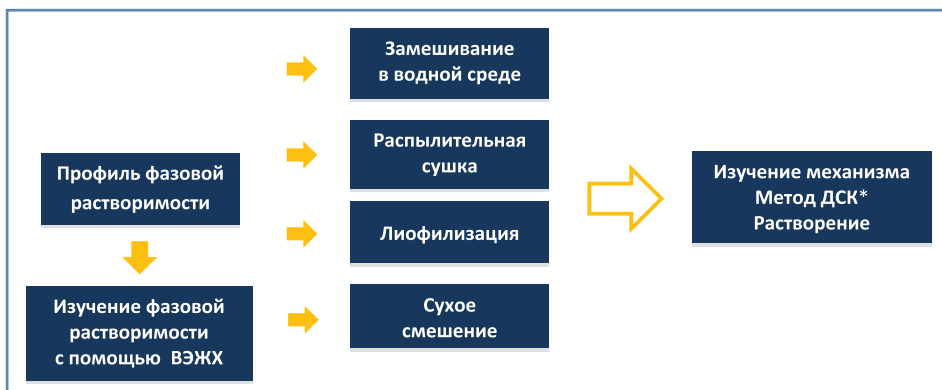 Профиль фазовой
растворимости
Изучение фазовой
растворимости
с помощью ВЭЖХ
Замешивание
в водной среде
Распылительная
сушка
Лиофилизация
Сухое
смешение
Изучение механизма
Метод ДСК*
Растворение